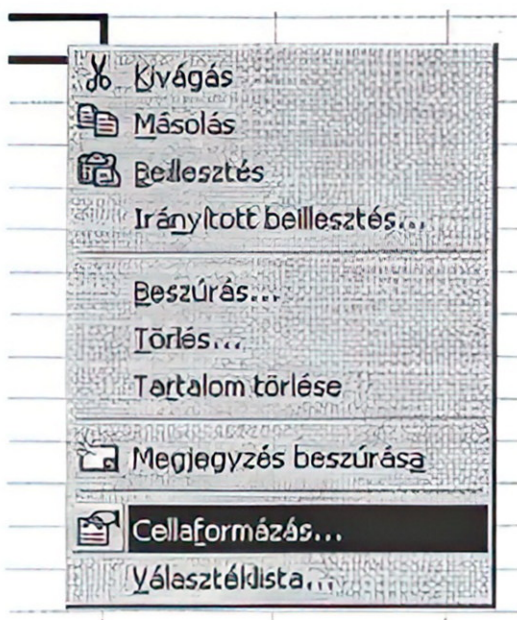 Kivágás
Másolás
Beillesztés
Irányított beillesztés...
Beszúrás...
Törlés...
Tartalom törlése
Megjegyzés beszúrása
Cellaformázás...
Választéklista...